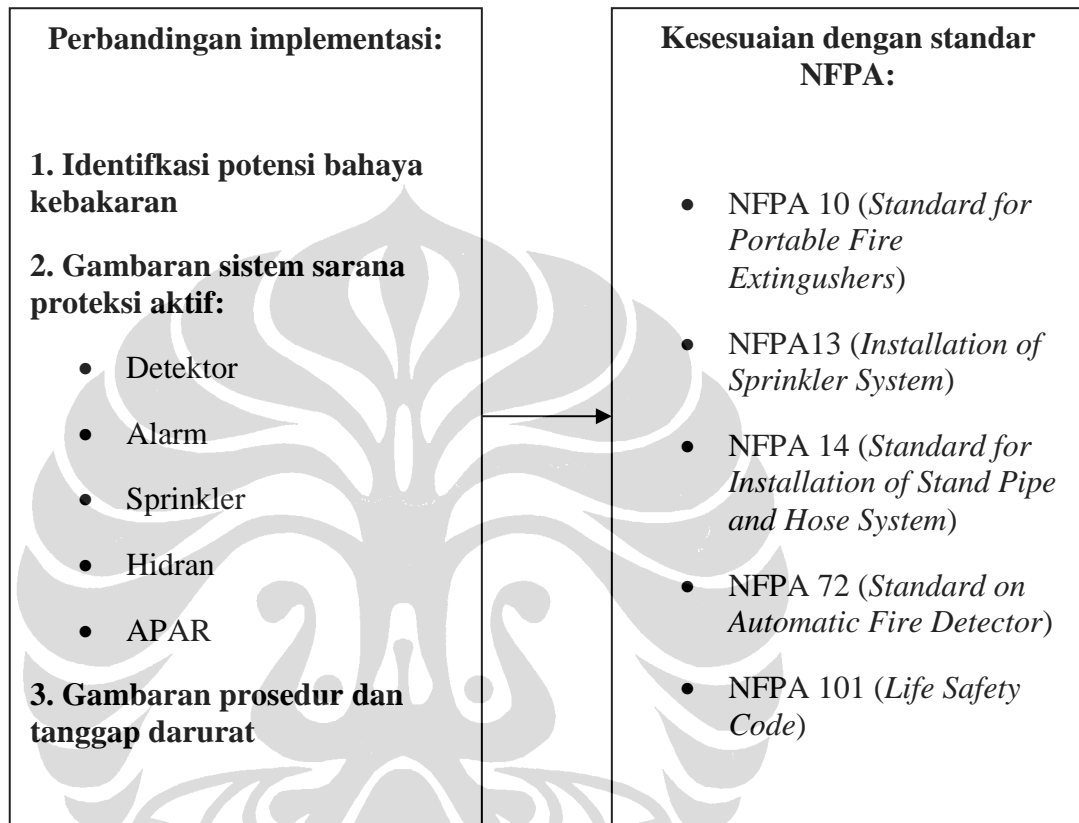 Perbandingan implementasi:
1. Identifkasi potensi bahaya
kebakaran
2. Gambaran sistem sarana
proteksi aktif:
• Detektor
• Alarm
• Sprinkler
• Hidran
• APAR
3. Gambaran prosedur dan
tanggap darurat
Kesesuaian dengan standar
NFPA:
• NFPA 10 (Standard for
Portable Fire
Extingushers)
• NFPA13 (Installation of
Sprinkler System)
• NFPA 14 (Standard for
Installation of Stand Pipe
and Hose System)
• NFPA 72 (Standard on
Automatic Fire Detector)
• NFPA 101 (Life Safety
Code)